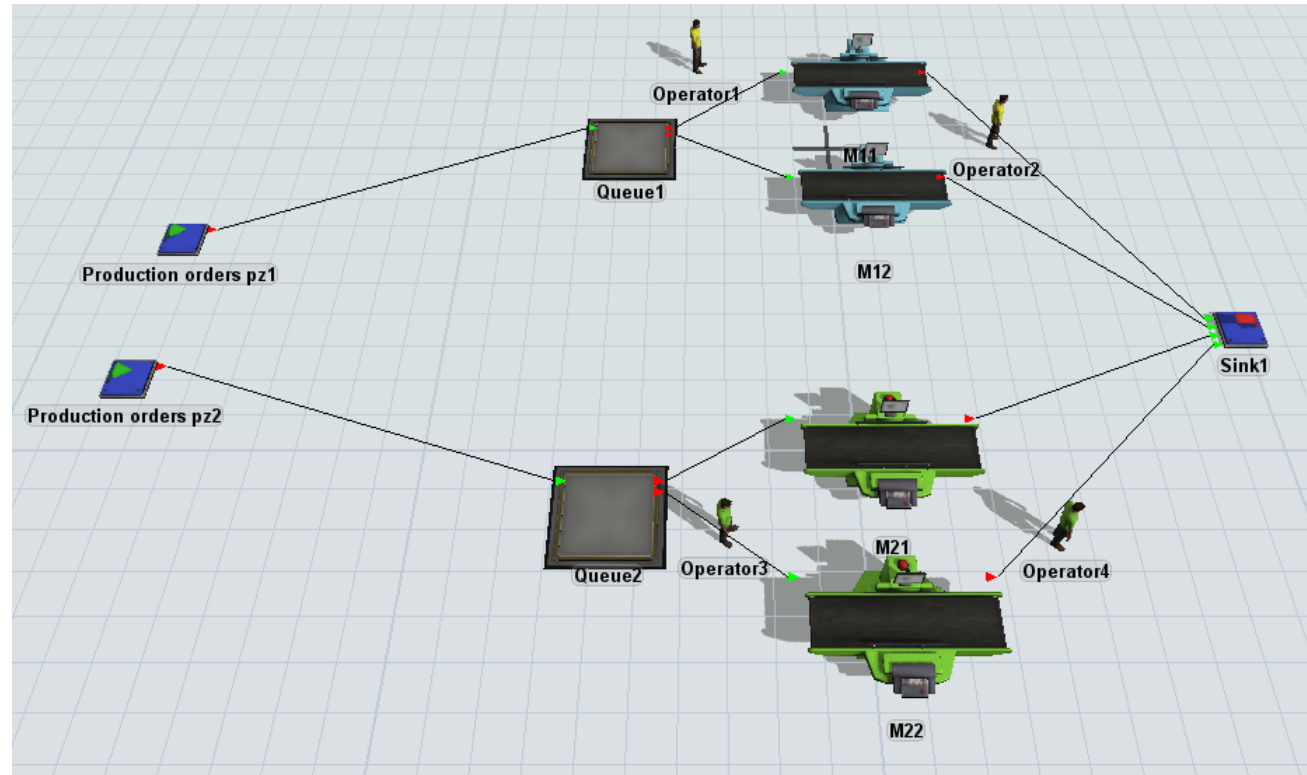 Operator1
M11
Operator2
Queue1
Production orders pz1
M12
Sink1
Production orders pz2
M21
Operator3
Operator4
Queue2
M22